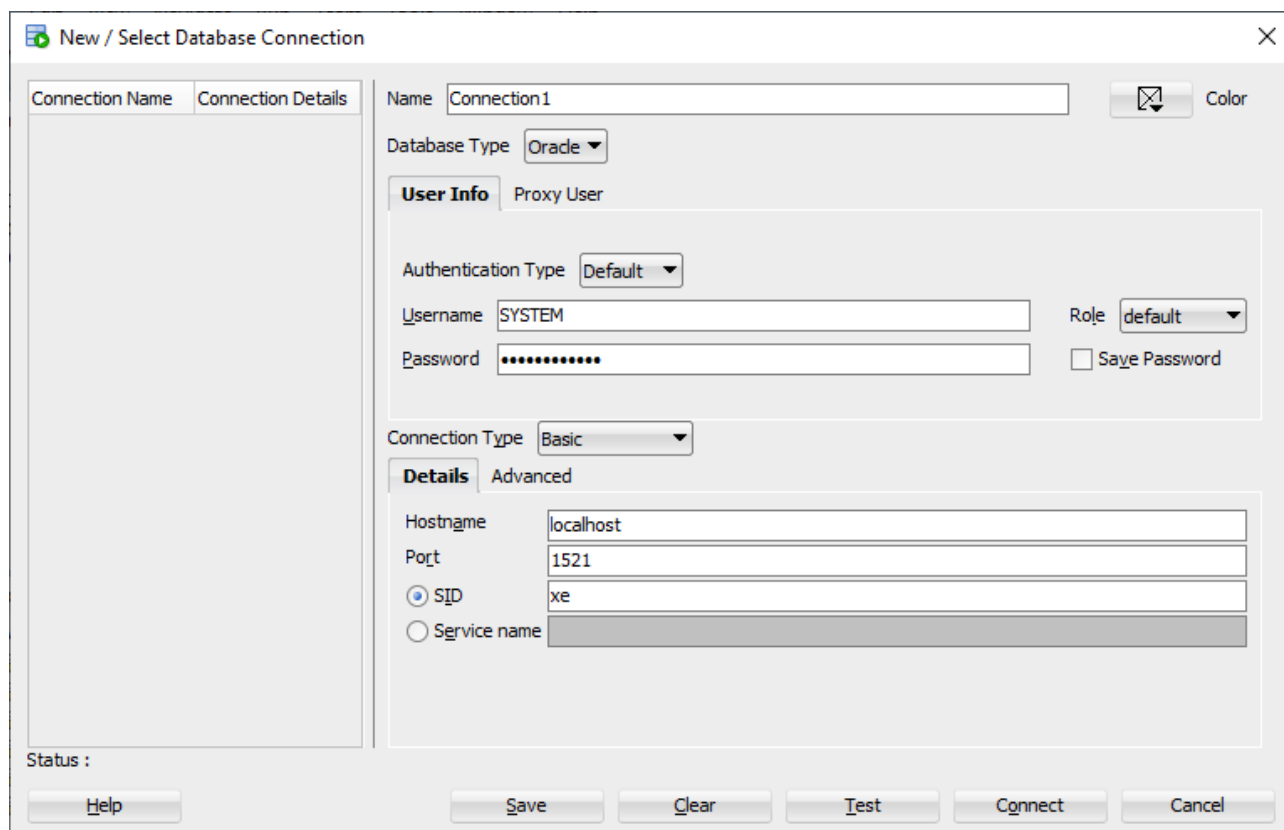 New / Select Database Connection
Connection Name Connection Details
Name Connection1 Color
Database Type Oracle
User Info Proxy User
Authentication Type Default
Username SYSTEM Role default
Password •••••••••••• Save Password
Connection Type Basic
Details Advanced
Hostname localhost
Port 1521
SID xe
Service name
Status :
Help Save Clear Test Connect Cancel